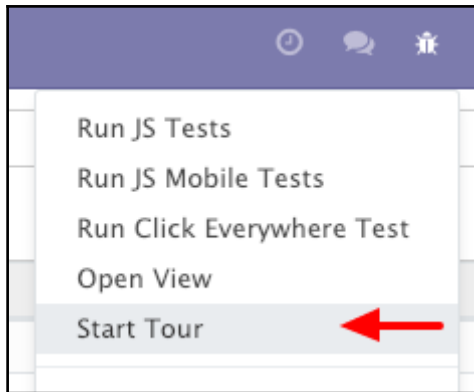 Run JS Tests
Run JS Mobile Tests
Run Click Everywhere Test
Open View
Start Tour